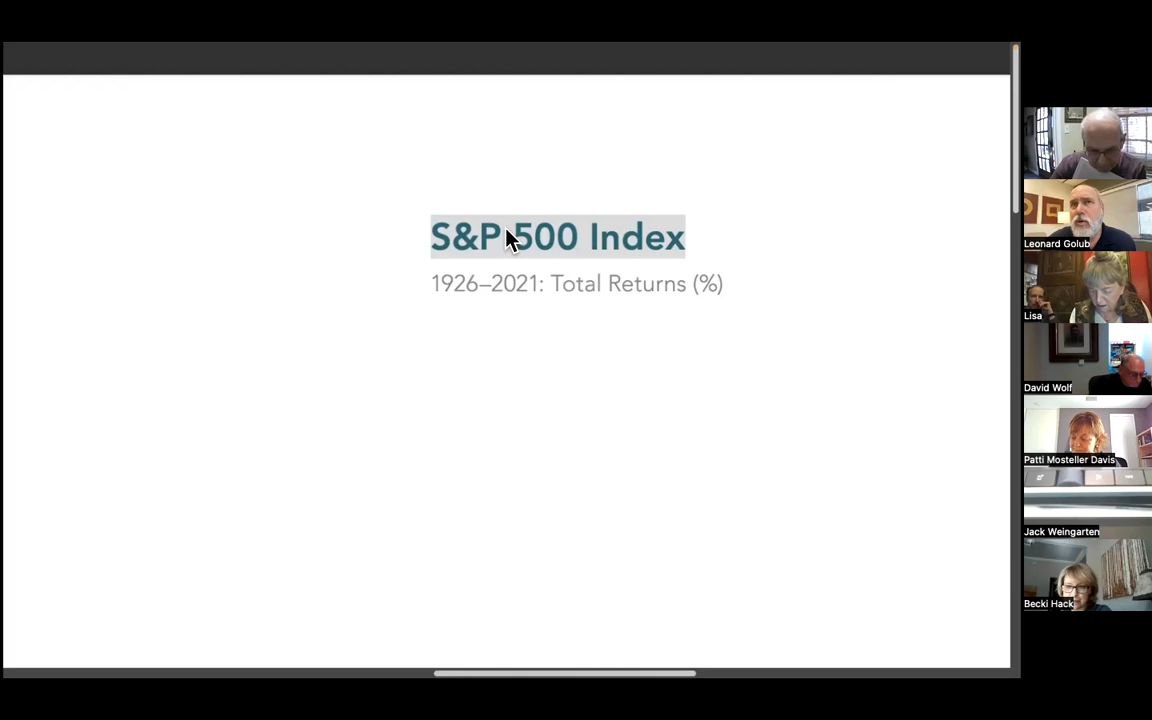 S&P 500 Index
1926–2021: Total Returns (%)
Leonard Golub
Lisa
David Wolf
Patti Mosteller Davis
Jack Weingarten
Becki Hack